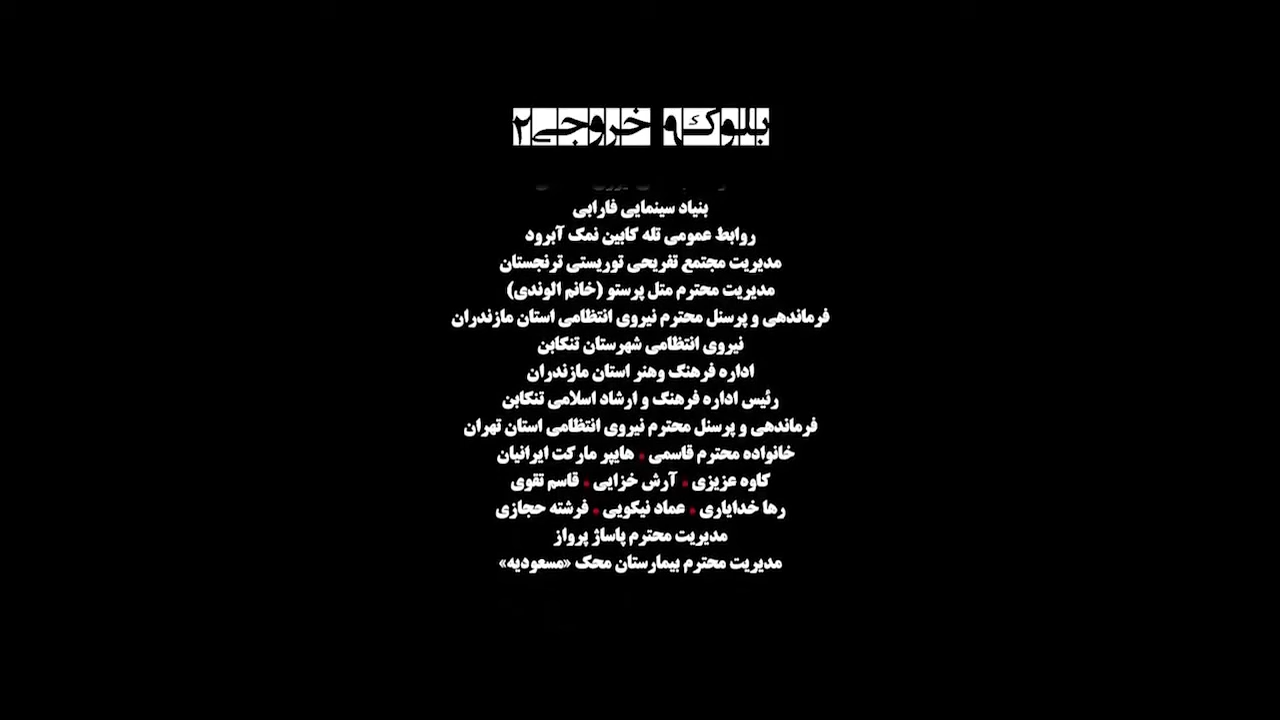 بلوک ۹ خروجی ۲
بنیاد سینمایی فارابی
روابط عمومی تله کابین نمک آبرود
مدیریت مجتمع تفریحی توریستی ترنجستان
مدیریت محترم متل پرستو (خانم الوندی)
فرماندهی و پرسنل محترم نیروی انتظامی استان مازندران
نیروی انتظامی شهرستان تنکابن
اداره فرهنگ وهنر استان مازندران
رئیس اداره فرهنگ و ارشاد اسلامی تنکابن
فرماندهی و پرسنل محترم نیروی انتظامی استان تهران
خانواده محترم قاسمی • هایپر مارکت ایرانیان
کاوه عزیزی • آرش خزایی • قاسم تقوی
رها خدایاری • عماد نیکویی • فرشته حجازی
مدیریت محترم پاساژ پرواز
مدیریت محترم بیمارستان محک «مسعودیه»